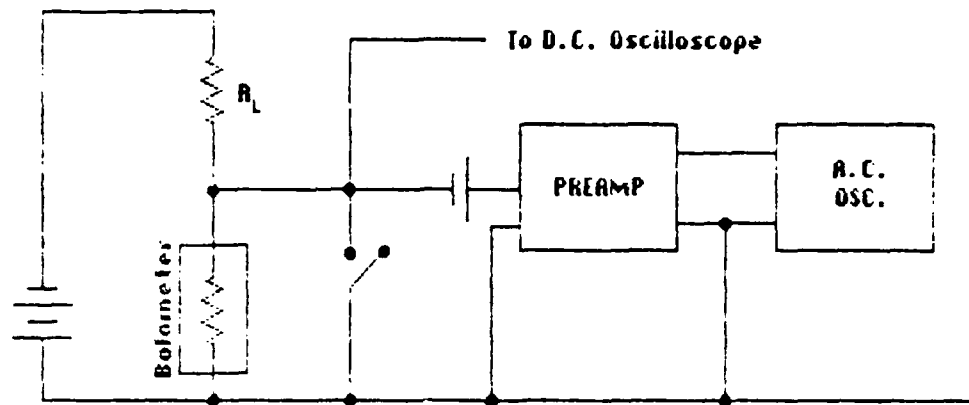 To D.C. Oscilloscope
R_L
PREAMP
A.C.
OSC.
Bolometer